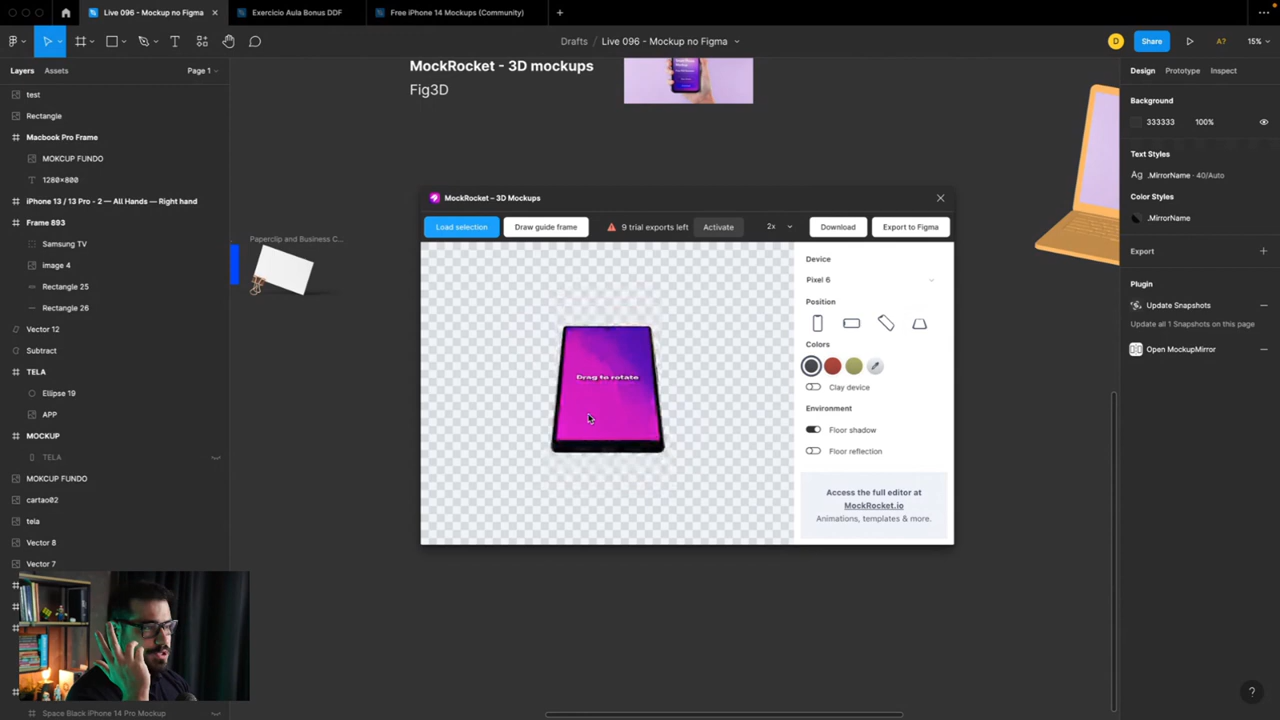 Live 096 - Mockup no Figma
Exercício Aula Bonus DDF
Free iPhone 14 Mockups (Community)
Drafts / Live 096 - Mockup no Figma
D
Share
A?
15%
Layers
Assets
Page 1
test
Rectangle
Macbook Pro Frame
MOKCUP FUNDO
1280×800
iPhone 13 / 13 Pro - 2 — All Hands — Right hand
Frame 893
Samsung TV
image 4
Rectangle 25
Rectangle 26
Vector 12
Subtract
TELA
Ellipse 19
APP
MOCKUP
TELA
MOKCUP FUNDO
cartao02
tela
Vector 8
Vector 7
Space Black iPhone 14 Pro Mockup
Paperclip and Business C...
MockRocket - 3D mockups
Fig3D
MockRocket – 3D Mockups
Load selection
Draw guide frame
9 trial exports left
Activate
2x
Download
Export to Figma
Drag to rotate
Device
Pixel 6
Position
Colors
Clay device
Environment
Floor shadow
Floor reflection
Access the full editor at
MockRocket.io
Animations, templates & more.
Design
Prototype
Inspect
Background
333333
100%
Text Styles
Ag
.MirrorName · 40/Auto
Color Styles
.MirrorName
Export
Plugin
Update Snapshots
Update all 1 Snapshots on this page
Open MockupMirror
?